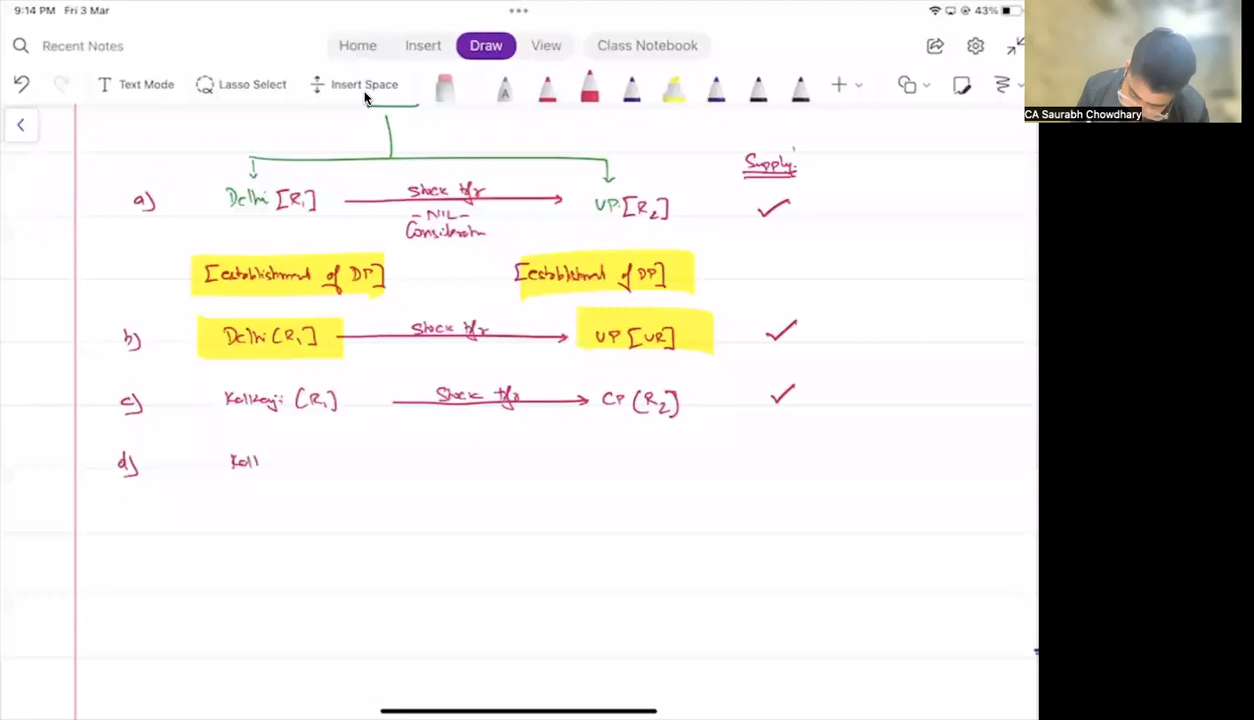 9:14 PM Fri 3 Mar
43%
Recent Notes
Home Insert Draw View Class Notebook
Text Mode Lasso Select Insert Space
CA Saurabh Chowdhary
Supply:
a) Delhi [R1] Stock t/r UP [R2] ✓
- NIL -
Consideratn
[establishment of DP] [establishment of DP]
b) Delhi (R1] Stock t/r UP [UR] ✓
c) Kalkaji (R1) Stock t/r CP (R2) ✓
d) Kall